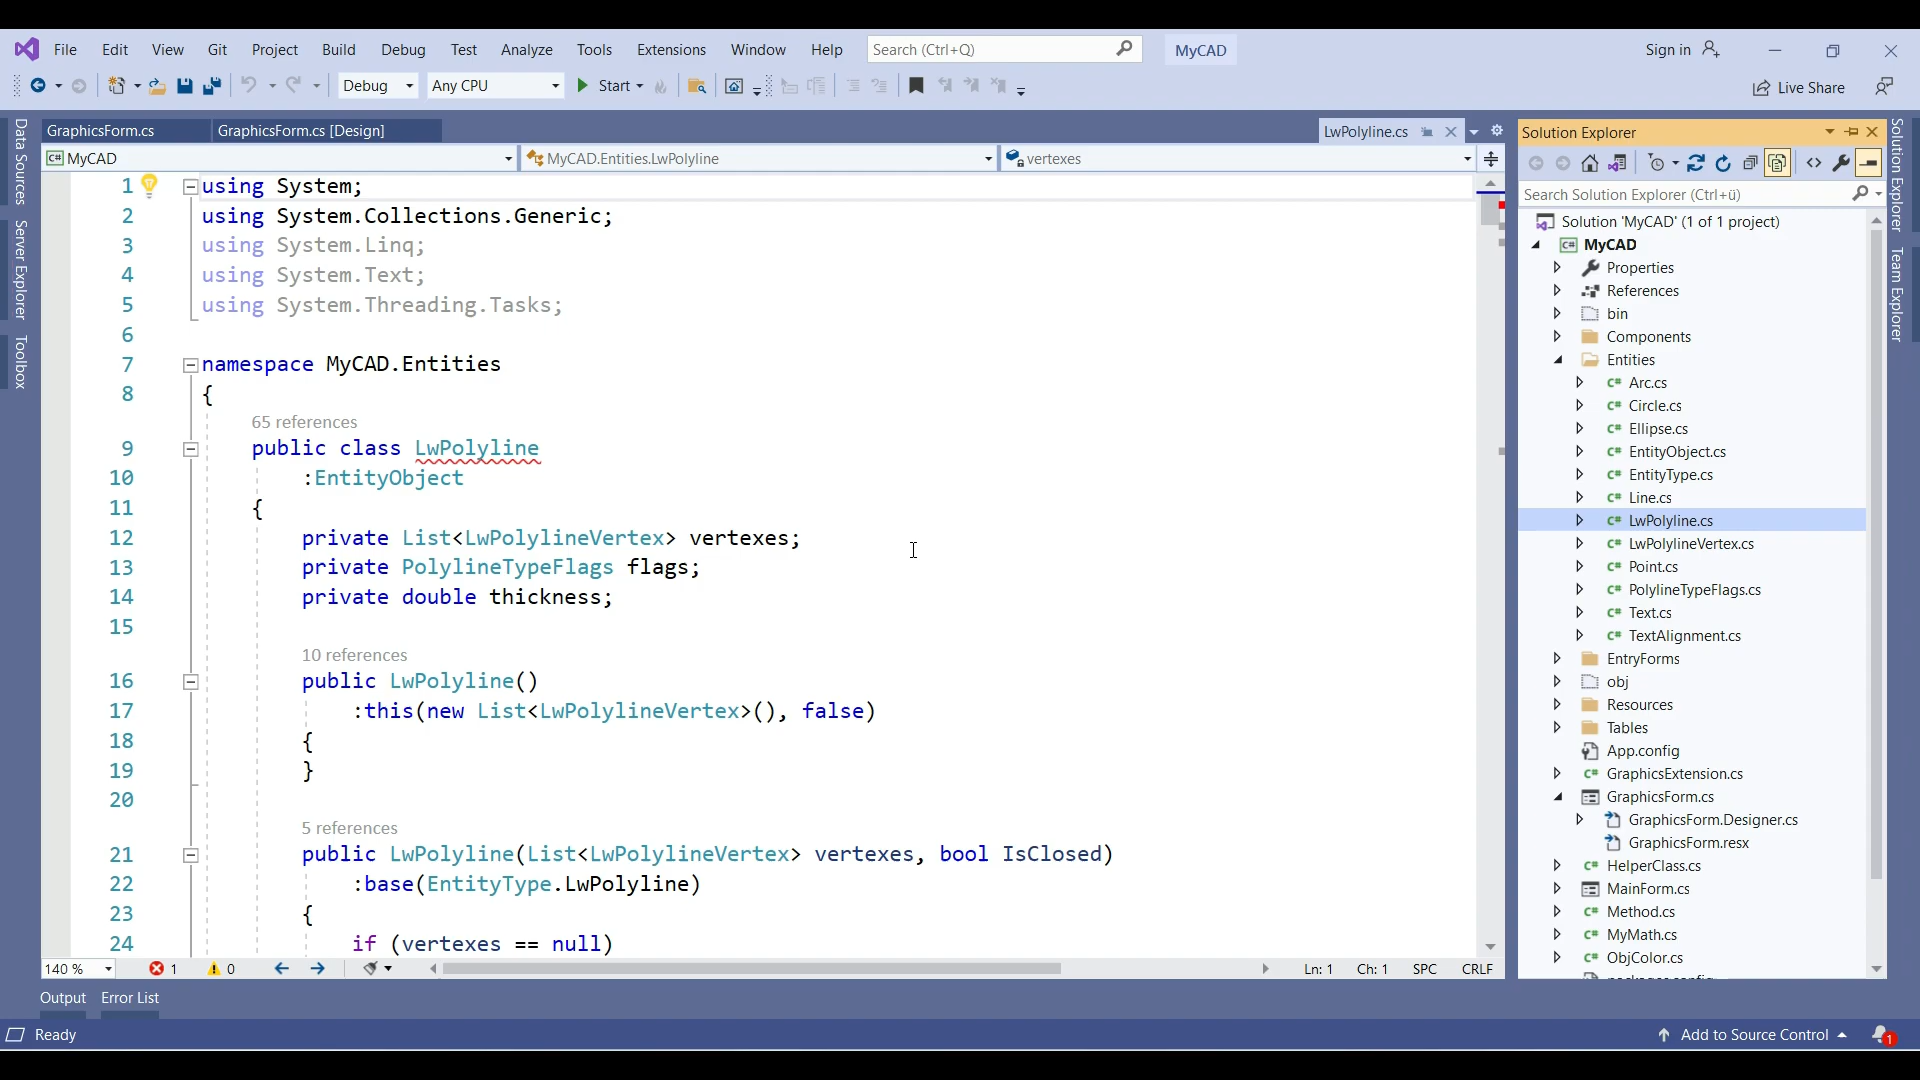 File Edit View Git Project Build Debug Test Analyze Tools Extensions Window Help Search (Ctrl+Q) MyCAD Sign in
Debug Any CPU Start Live Share
Data Sources
Server Explorer
Toolbox
GraphicsForm.cs GraphicsForm.cs [Design] LwPolyline.cs
C# MyCAD MyCAD.Entities.LwPolyline vertexes
1 using System;
2 using System.Collections.Generic;
3 using System.Linq;
4 using System.Text;
5 using System.Threading.Tasks;
6
7 namespace MyCAD.Entities
8 {
65 references
9 public class LwPolyline
10 :EntityObject
11 {
12 private List<LwPolylineVertex> vertexes;
13 private PolylineTypeFlags flags;
14 private double thickness;
15
10 references
16 public LwPolyline()
17 :this(new List<LwPolylineVertex>(), false)
18 {
19 }
20
5 references
21 public LwPolyline(List<LwPolylineVertex> vertexes, bool IsClosed)
22 :base(EntityType.LwPolyline)
23 {
24 if (vertexes == null)
140 % 1 0 Ln: 1 Ch: 1 SPC CRLF
Output Error List
Solution Explorer
Search Solution Explorer (Ctrl+ü)
Solution 'MyCAD' (1 of 1 project)
C# MyCAD
Properties
References
bin
Components
Entities
C# Arc.cs
C# Circle.cs
C# Ellipse.cs
C# EntityObject.cs
C# EntityType.cs
C# Line.cs
C# LwPolyline.cs
C# LwPolylineVertex.cs
C# Point.cs
C# PolylineTypeFlags.cs
C# Text.cs
C# TextAlignment.cs
EntryForms
obj
Resources
Tables
App.config
C# GraphicsExtension.cs
GraphicsForm.cs
GraphicsForm.Designer.cs
GraphicsForm.resx
C# HelperClass.cs
MainForm.cs
C# Method.cs
C# MyMath.cs
C# ObjColor.cs
Solution Explorer
Team Explorer
Ready Add to Source Control 1